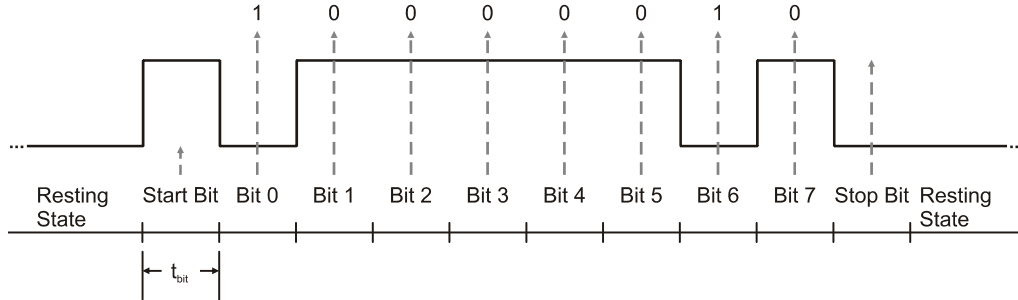 1 0 0 0 0 0 1 0
... ...
Resting State
Start Bit Bit 0 Bit 1 Bit 2 Bit 3 Bit 4 Bit 5 Bit 6 Bit 7 Stop Bit
Resting State
tbit